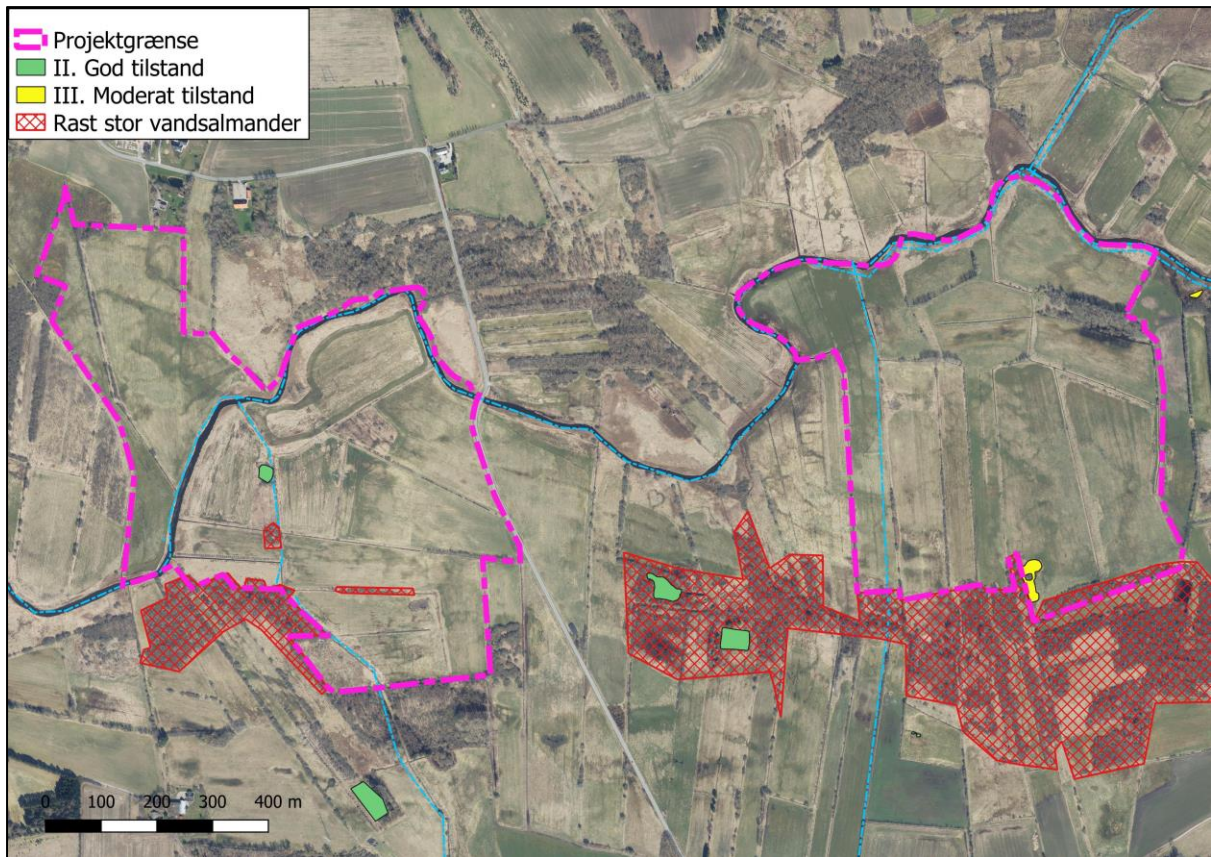 Projektgrænse
II. God tilstand
III. Moderat tilstand
Rast stor vandsalmander
0 100 200 300 400 m